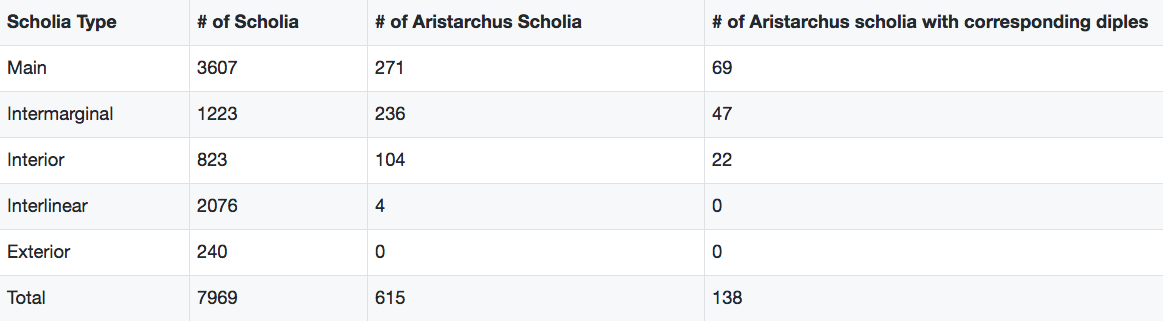 Scholia Type # of Scholia # of Aristarchus Scholia # of Aristarchus scholia with corresponding diples
Main 3607 271 69
Intermarginal 1223 236 47
Interior 823 104 22
Interlinear 2076 4 0
Exterior 240 0 0
Total 7969 615 138